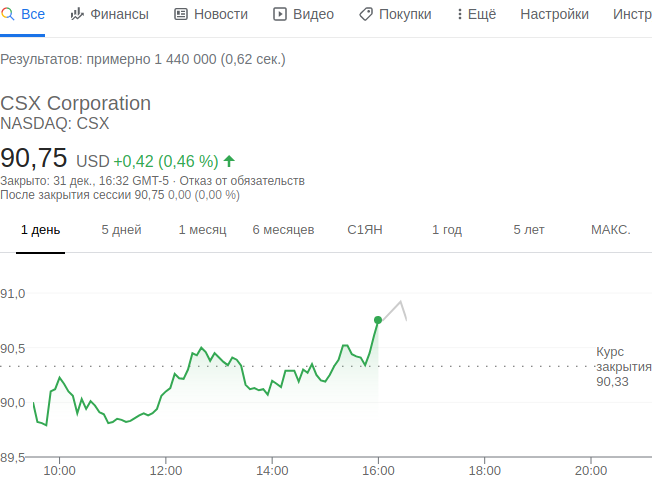 Все Финансы Новости Видео Покупки Ещё Настройки Инстр
Результатов: примерно 1 440 000 (0,62 сек.)
CSX Corporation
NASDAQ: CSX
90,75 USD +0,42 (0,46 %)
Закрыто: 31 дек., 16:32 GMT-5 · Отказ от обязательств
После закрытия сессии 90,75 0,00 (0,00 %)
1 день 5 дней 1 месяц 6 месяцев С1ЯН 1 год 5 лет МАКС.
91,0
90,5
Курс
закрытия
90,33
90,0
89,5
10:00 12:00 14:00 16:00 18:00 20:00